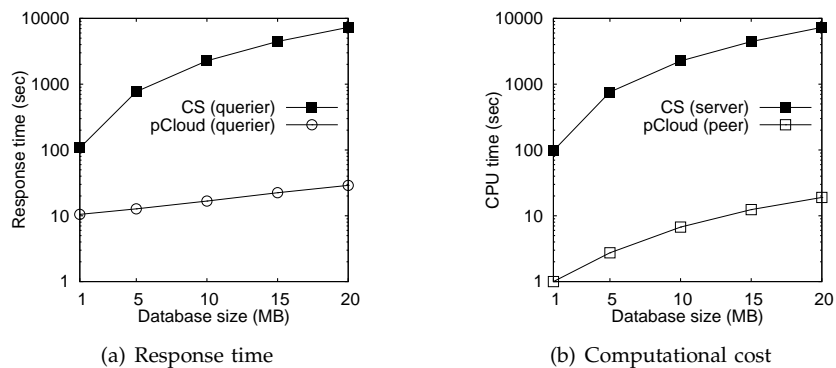 10000
1000
100
10
1
Response time (sec)
CS (querier)
pCloud (querier)
1 5 10 15 20
Database size (MB)
(a) Response time
10000
1000
100
10
1
CPU time (sec)
CS (server)
pCloud (peer)
1 5 10 15 20
Database size (MB)
(b) Computational cost